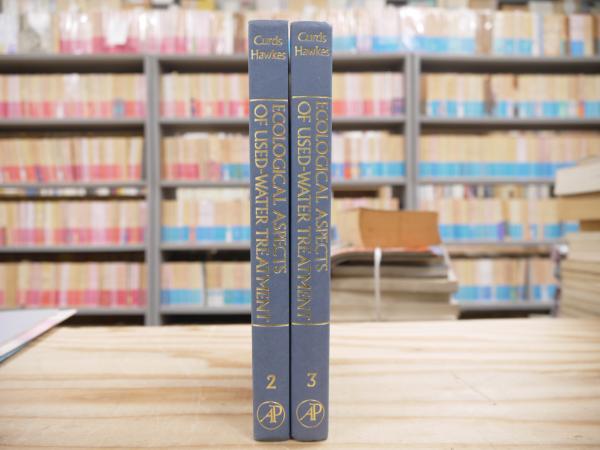 Curds
Hawkes
ECOLOGICAL ASPECTS
OF USED-WATER TREATMENT
2
AP
Curds
Hawkes
ECOLOGICAL ASPECTS
OF USED-WATER TREATMENT
3
AP